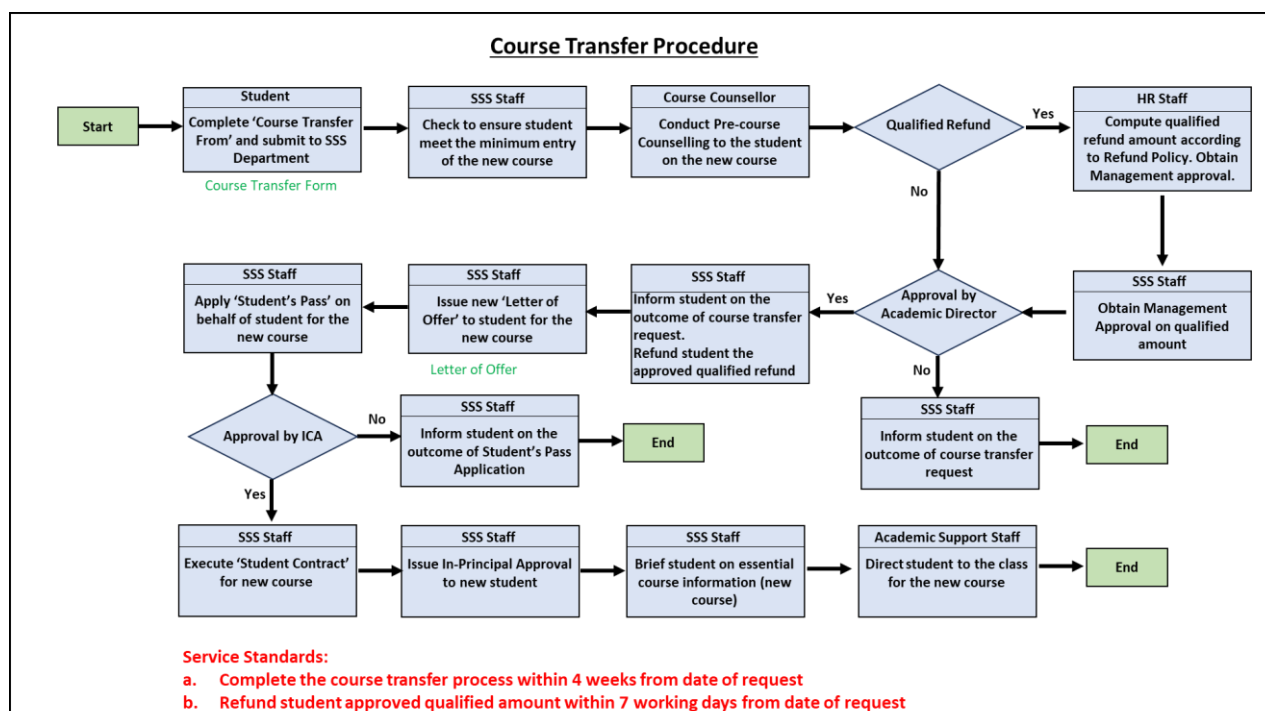 Course Transfer Procedure
Start
Student
Complete ‘Course Transfer
From’ and submit to SSS
Department
Course Transfer Form
SSS Staff
Check to ensure student
meet the minimum entry
of the new course
Course Counsellor
Conduct Pre-course
Counselling to the student
on the new course
Qualified Refund
Yes
No
HR Staff
Compute qualified
refund amount according
to Refund Policy. Obtain
Management approval.
SSS Staff
Obtain Management
Approval on qualified
amount
Approval by
Academic Director
Yes
No
SSS Staff
Inform student on the
outcome of course transfer
request.
Refund student the
approved qualified refund
SSS Staff
Issue new ‘Letter of
Offer’ to student for the
new course
Letter of Offer
SSS Staff
Apply ‘Student’s Pass’ on
behalf of student for the
new course
Approval by ICA
No
Yes
SSS Staff
Inform student on the
outcome of Student’s Pass
Application
End
SSS Staff
Inform student on the
outcome of course transfer
request
End
SSS Staff
Execute ‘Student Contract’
for new course
SSS Staff
Issue In-Principal Approval
to new student
SSS Staff
Brief student on essential
course information (new
course)
Academic Support Staff
Direct student to the class
for the new course
End
Service Standards:
a. Complete the course transfer process within 4 weeks from date of request
b. Refund student approved qualified amount within 7 working days from date of request